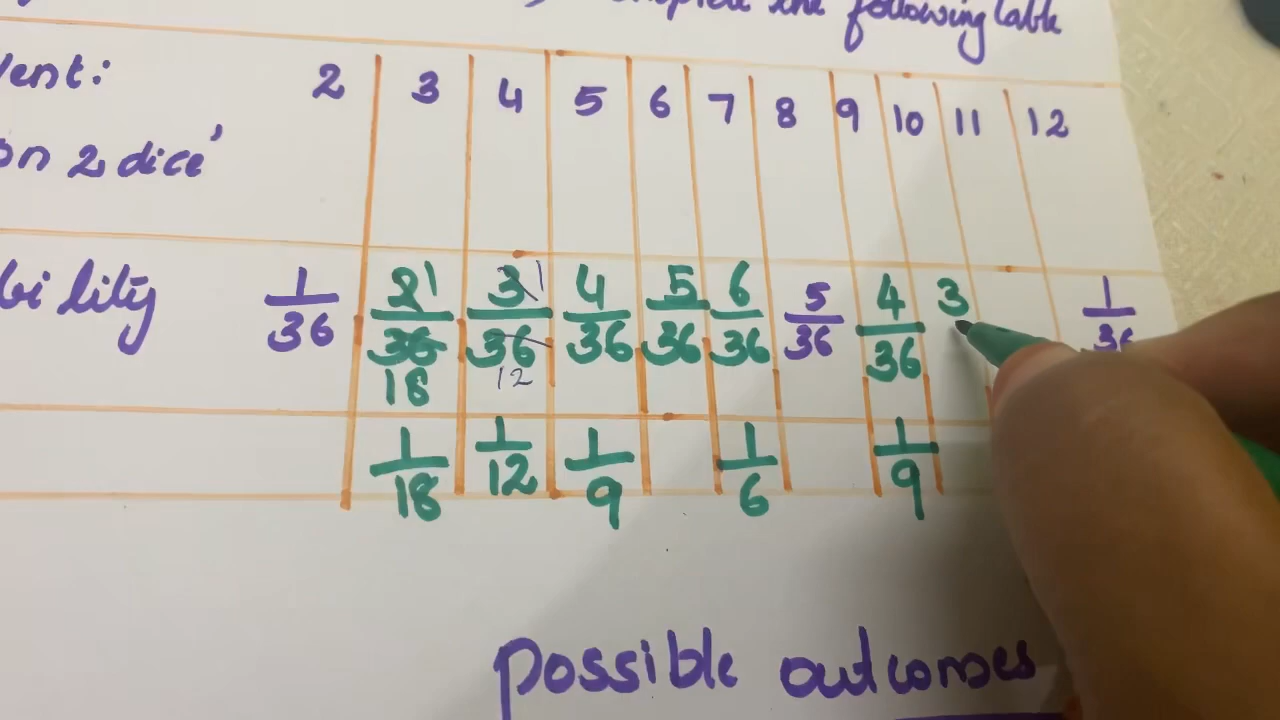 the following table
2 3 4 5 6 7 8 9 10 11 12
on 2 dice'
1/36 2/36 3/36 4/36 5/36 6/36 5/36 4/36 3 1/36
1 18 1 12
1/18 1/12 1/9 1/6 1/9
possible outcomes